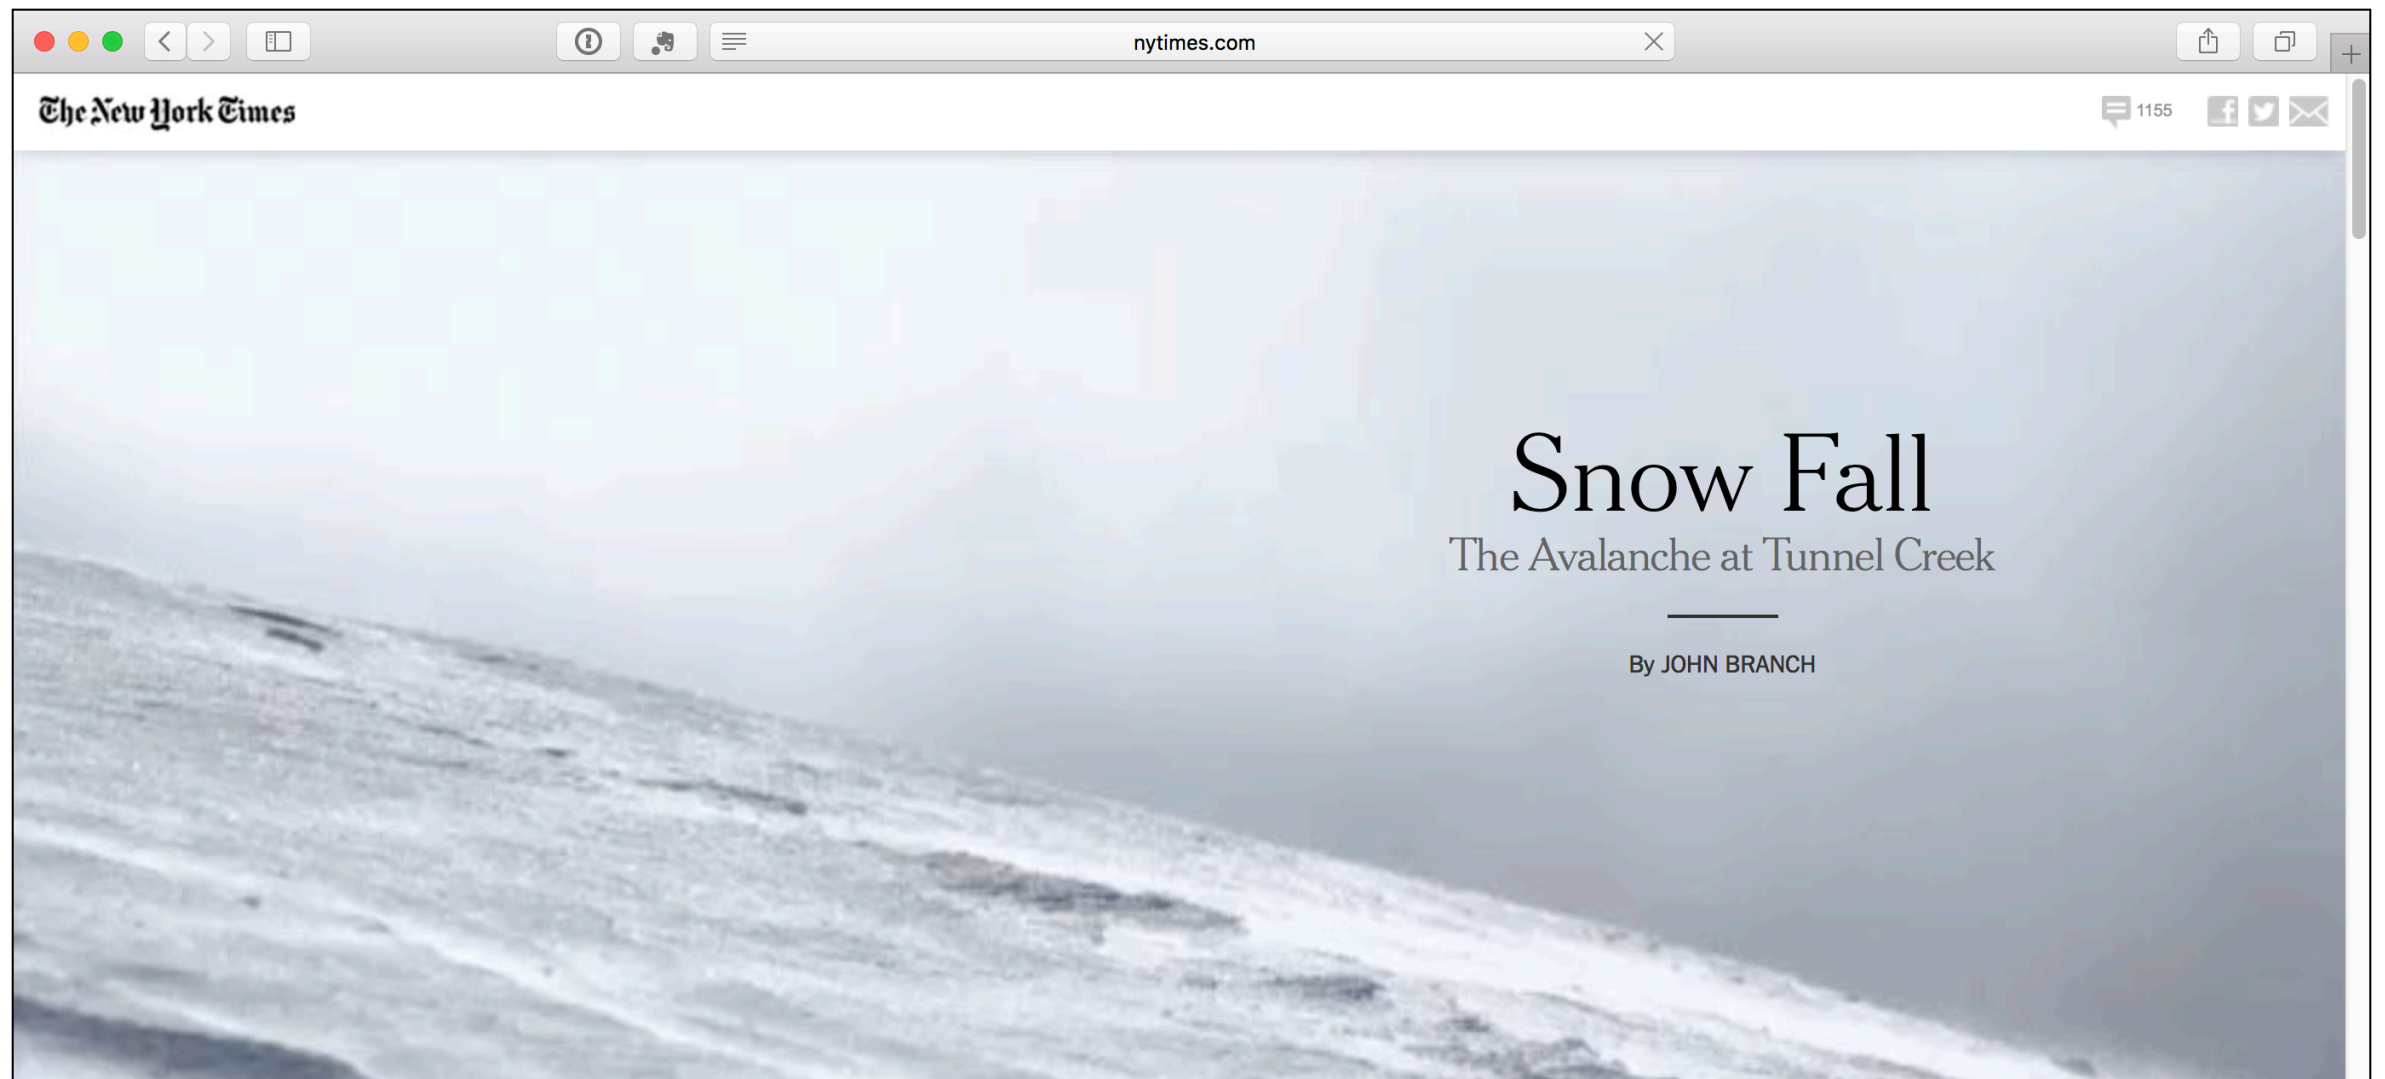 nytimes.com
The New York Times
1155
Snow Fall
The Avalanche at Tunnel Creek
By JOHN BRANCH